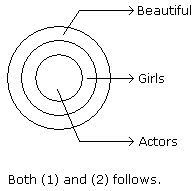 Beautiful
Girls
Actors
Both (1) and (2) follows.